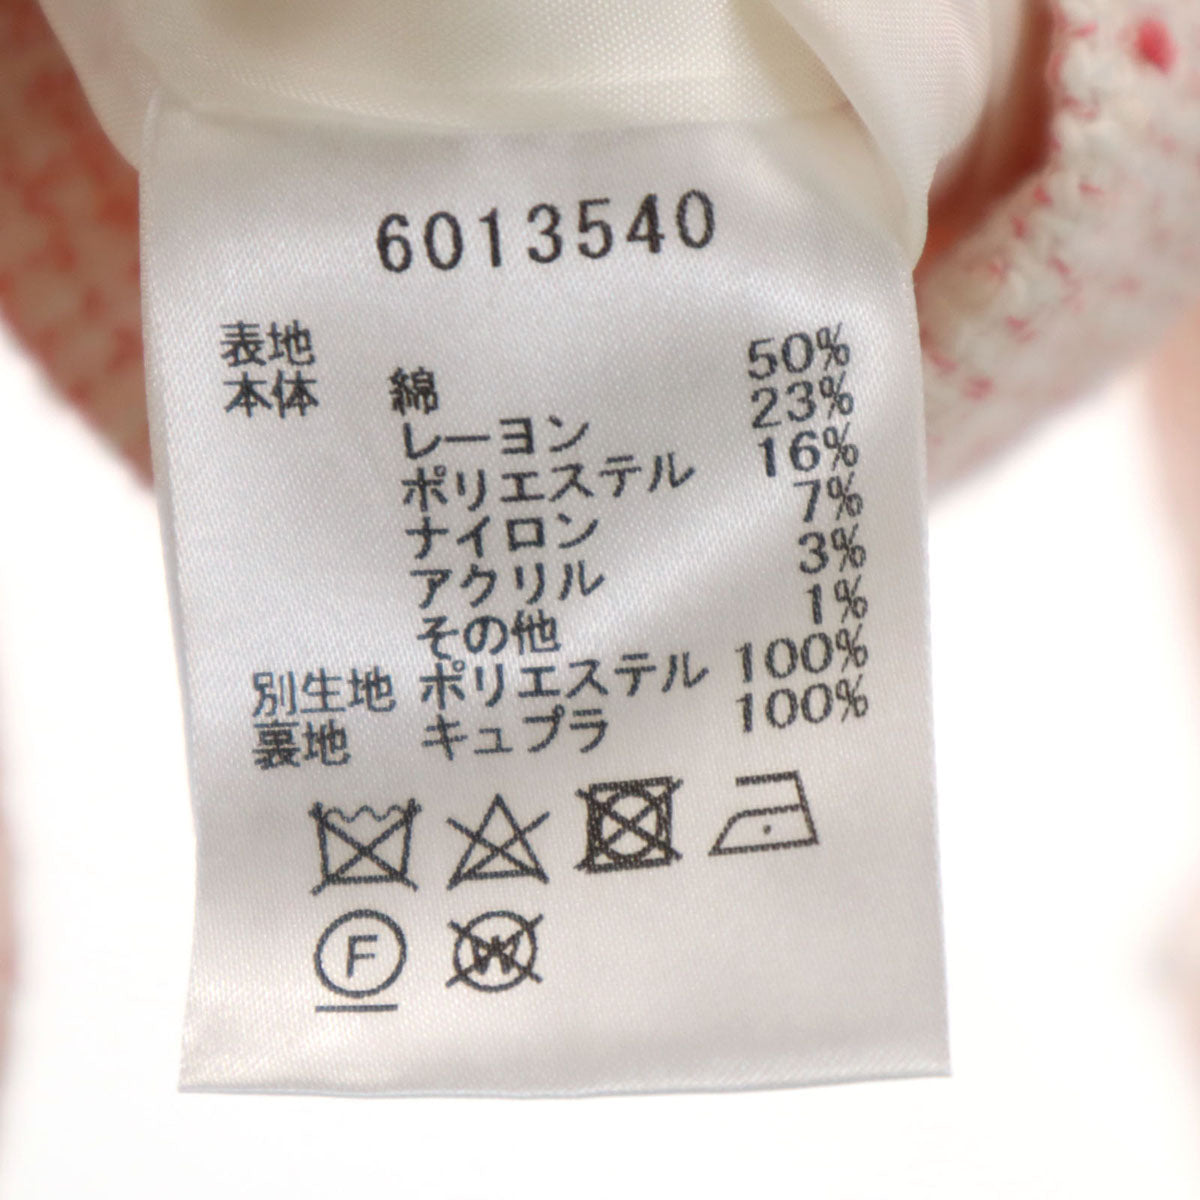 6013540
表地 50%
本体 綿 23%
レーヨン 16%
ポリエステル 7%
ナイロン 3%
アクリル 1%
その他 100%
別生地 ポリエステル 100%
裏地 キュプラ
F
W